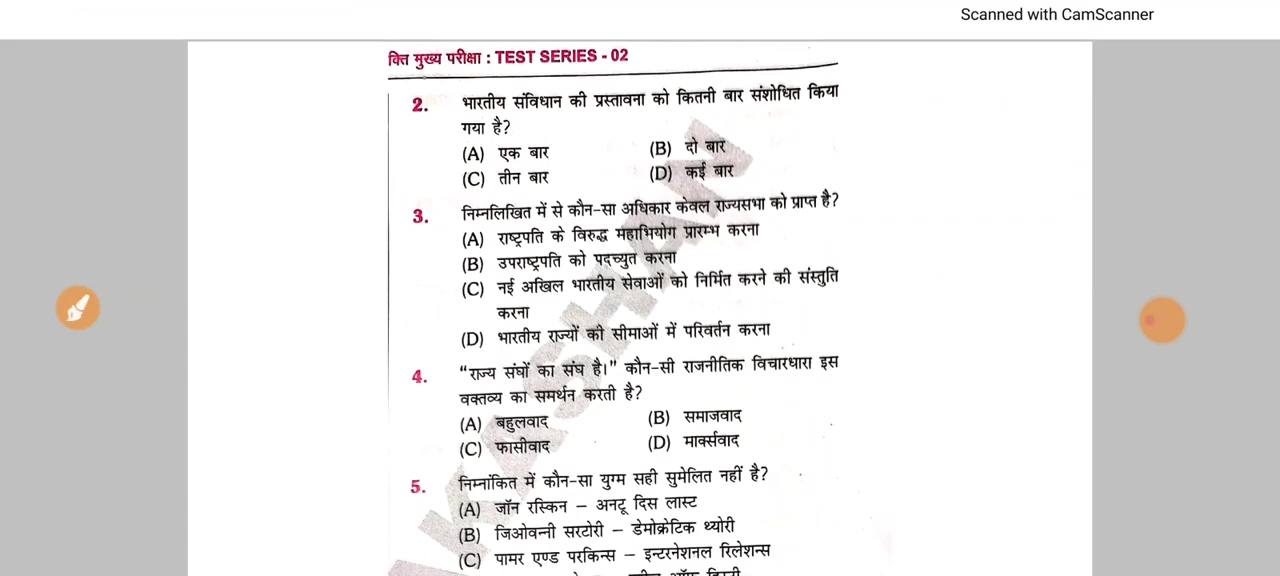 Scanned with CamScanner
क्ति मुख्य परीक्षा : TEST SERIES - 02
2. भारतीय संविधान की प्रस्तावना को कितनी बार संशोधित किया
गया है?
(A) एक बार (B) दो बार
(C) तीन बार (D) कई बार
3. निम्नलिखित में से कौन-सा अधिकार केवल राज्यसभा को प्राप्त है?
(A) राष्ट्रपति के विरुद्ध महाभियोग प्रारम्भ करना
(B) उपराष्ट्रपति को पदच्युत करना
(C) नई अखिल भारतीय सेवाओं को निर्मित करने की संस्तुति
करना
(D) भारतीय राज्यों की सीमाओं में परिवर्तन करना
4. "राज्य संघों का संघ है।" कौन-सी राजनीतिक विचारधारा इस
वक्तव्य का समर्थन करती है?
(A) बहुलवाद (B) समाजवाद
(C) फासीवाद (D) मार्क्सवाद
5. निम्नांकित में कौन-सा युग्म सही सुमेलित नहीं है?
(A) जॉन रस्किन – अनटू दिस लास्ट
(B) जिओवन्नी सरटोरी – डेमोक्रेटिक थ्योरी
(C) पामर एण्ड परकिन्स – इन्टरनेशनल रिलेशन्स